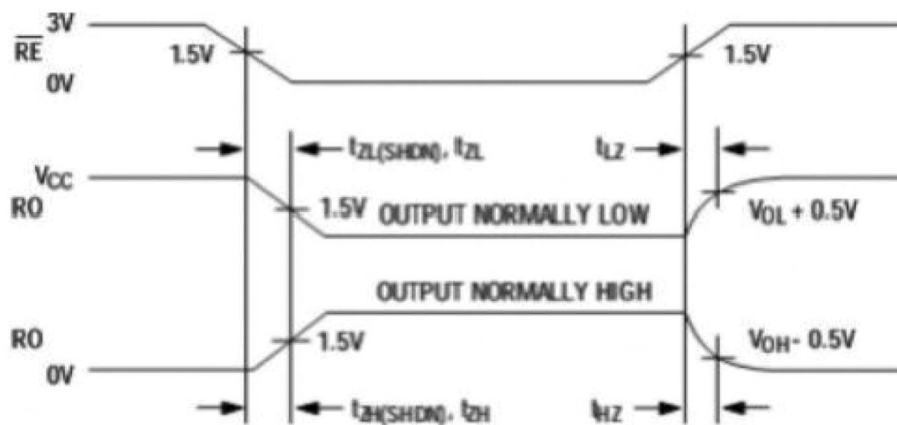 3V
RE
1.5V
1.5V
0V
tZL(SHDN), tZL
tLZ
VCC
RO
1.5V
OUTPUT NORMALLY LOW
VOL + 0.5V
OUTPUT NORMALLY HIGH
RO
1.5V
VOH - 0.5V
0V
tZH(SHDN), tZH
tHZ